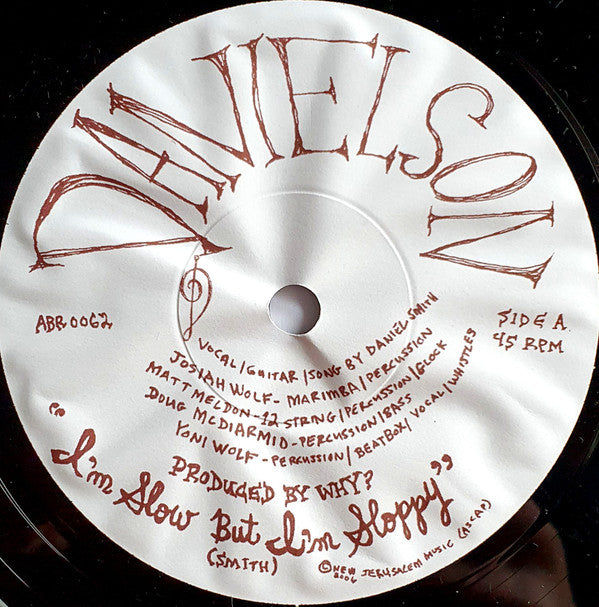 DANIELSON
ABR 0062
SIDE A.
45 RPM
VOCAL/GUITAR/SONG BY DANIEL SMITH
JOSIAH WOLF- MARIMBA/PERCUSSION
MATT MELDON-12 STRING/PERCUSSION/GLOCK
DOUG MCDIARMID-PERCUSSION/BASS
YONI WOLF-PERCUSSION/BEATBOX/VOCAL/WHISTLES
PRODUCED BY WHY?
"I'm Slow But I'm Sloppy"
(SMITH)
© NEW JERUSALEM MUSIC (ASCAP)
2006